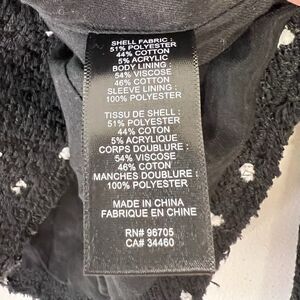 SHELL FABRIC :
51% POLYESTER
44% COTTON
5% ACRYLIC
BODY LINING :
54% VISCOSE
46% COTTON
SLEEVE LINING :
100% POLYESTER
TISSU DE SHELL :
51% POLYESTER
44% COTON
5% ACRYLIQUE
CORPS DOUBLURE :
54% VISCOSE
46% COTON
MANCHES DOUBLURE :
100% POLYESTER
MADE IN CHINA
FABRIQUE EN CHINE
RN# 96705
CA# 34460